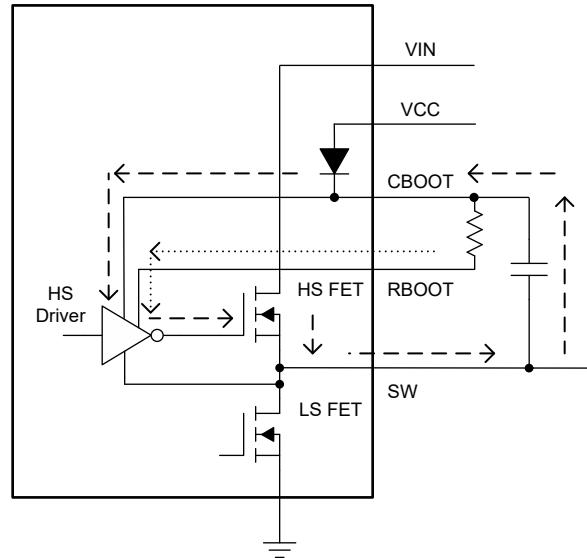 VIN
VCC
CBOOT
HS FET
RBOOT
HS
Driver
SW
LS FET